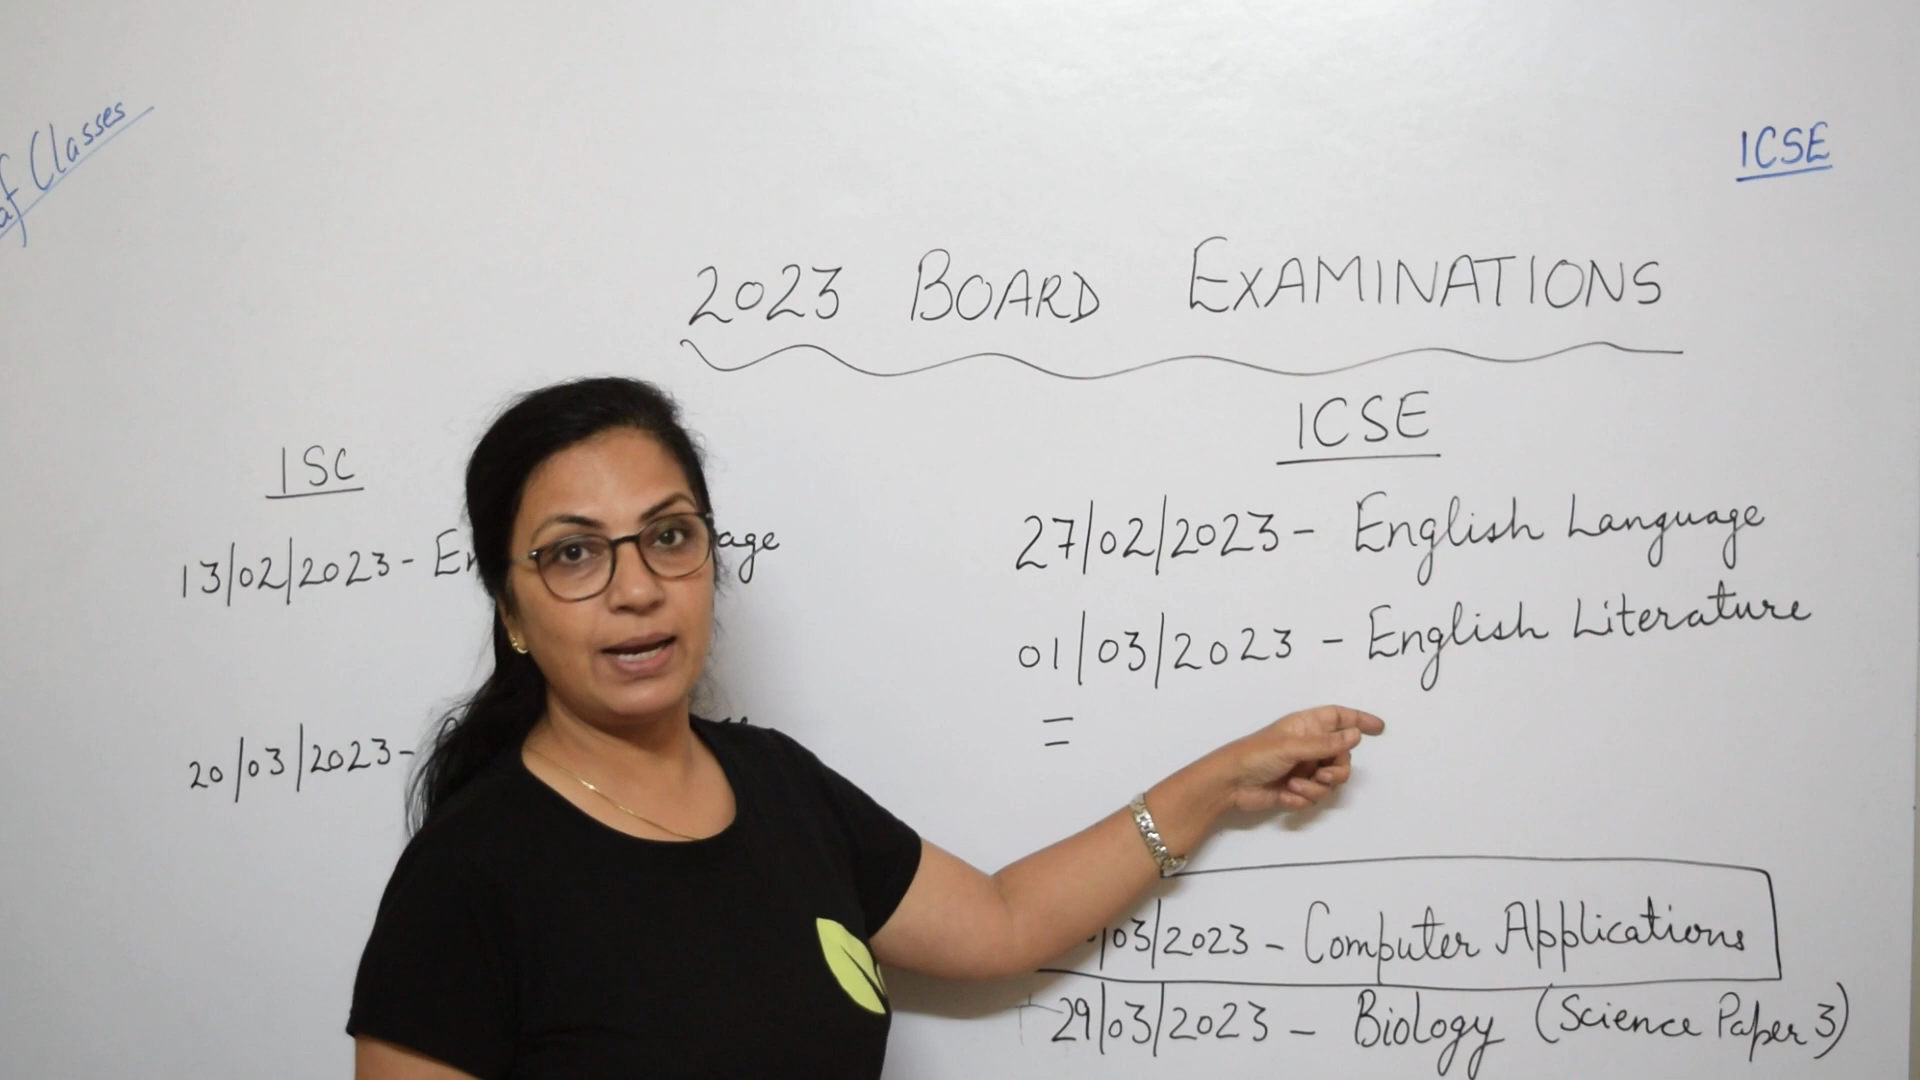 Classes
ICSE
2023 BOARD EXAMINATIONS
ISC
13/02/2023-
20/03/2023-
ICSE
27/02/2023- English Language
01/03/2023 - English Literature
=
/03/2023 - Computer Applications
29/03/2023 - Biology (Science Paper 3)